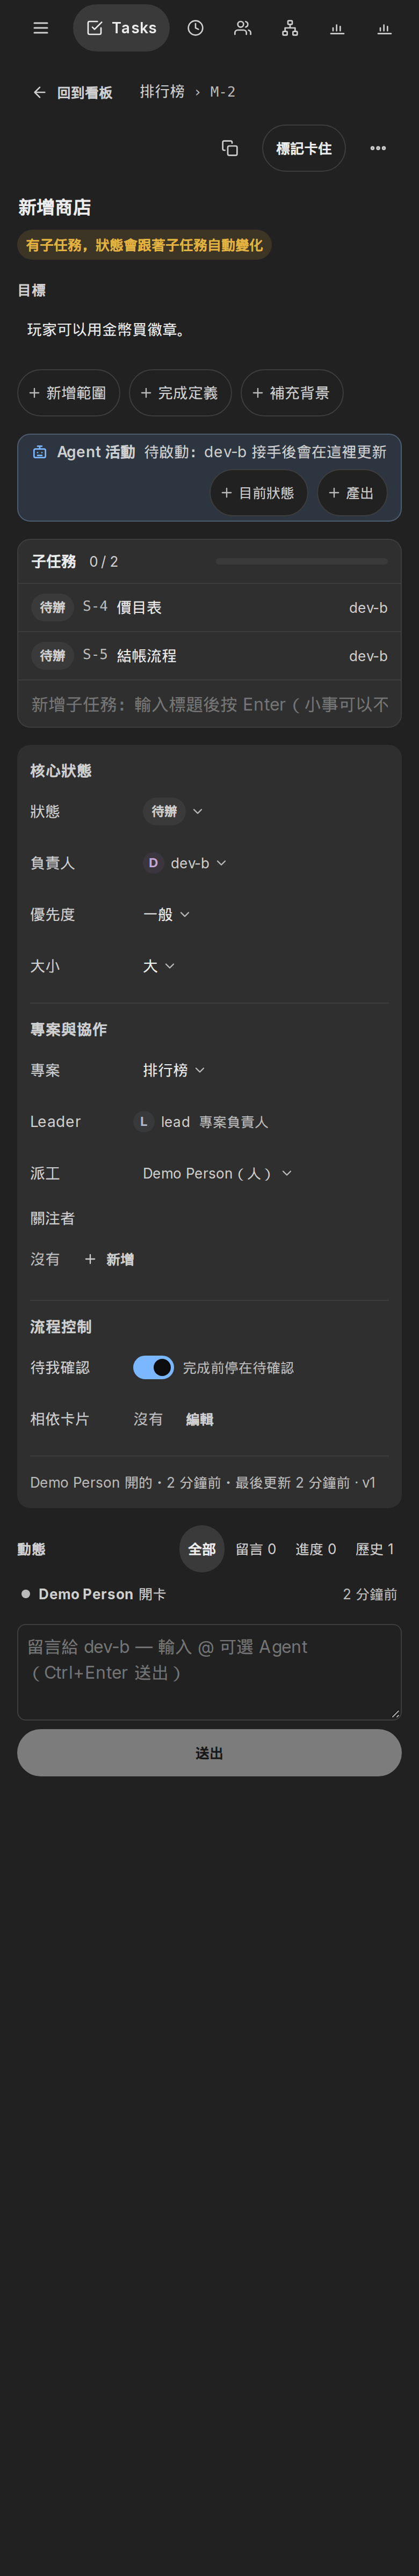 Tasks
回到看板 排行榜 › M-2
標記卡住
新增商店
有子任務，狀態會跟著子任務自動變化
目標
玩家可以用金幣買徽章。
+ 新增範圍 + 完成定義 + 補充背景
Agent 活動 待啟動：dev-b 接手後會在這裡更新
+ 目前狀態 + 產出
子任務 0 / 2
待辦 S-4 價目表 dev-b
待辦 S-5 結帳流程 dev-b
新增子任務：輸入標題後按 Enter（小事可以不
核心狀態
狀態 待辦
負責人 D dev-b
優先度 一般
大小 大
專案與協作
專案 排行榜
Leader L lead 專案負責人
派工 Demo Person（人）
關注者
沒有 + 新增
流程控制
待我確認 完成前停在待確認
相依卡片 沒有 編輯
Demo Person 開的・2 分鐘前・最後更新 2 分鐘前 · v1
動態 全部 留言 0 進度 0 歷史 1
Demo Person 開卡 2 分鐘前
留言給 dev-b — 輸入 @ 可選 Agent
（Ctrl+Enter 送出）
送出